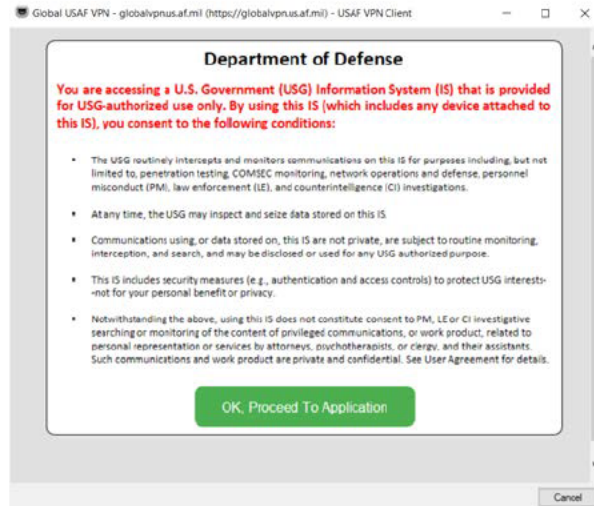 Global USAF VPN - globalvpnus.af.mil (https://globalvpn.us.af.mil) - USAF VPN Client
Department of Defense
You are accessing a U.S. Government (USG) Information System (IS) that is provided
for USG-authorized use only. By using this IS (which includes any device attached to
this IS), you consent to the following conditions:
The USG routinely intercepts and monitors communications on this IS for purposes including, but not
limited to, penetration testing, COMSEC monitoring, network operations and defense, personnel
misconduct (PM), law enforcement (LE), and counterintelligence (CI) investigations.
At any time, the USG may inspect and seize data stored on this IS.
Communications using, or data stored on, this IS are not private, are subject to routine monitoring,
interception, and search, and may be disclosed or used for any USG authorized purpose.
This IS includes security measures (e.g., authentication and access controls) to protect USG interests-
-not for your personal benefit or privacy.
Notwithstanding the above, using this IS does not constitute consent to PM, LE or CI investigative
searching or monitoring of the content of privileged communications, or work product, related to
personal representation or services by attorneys, psychotherapists, or clergy, and their assistants.
Such communications and work product are private and confidential. See User Agreement for details.
OK, Proceed To Application
Cancel